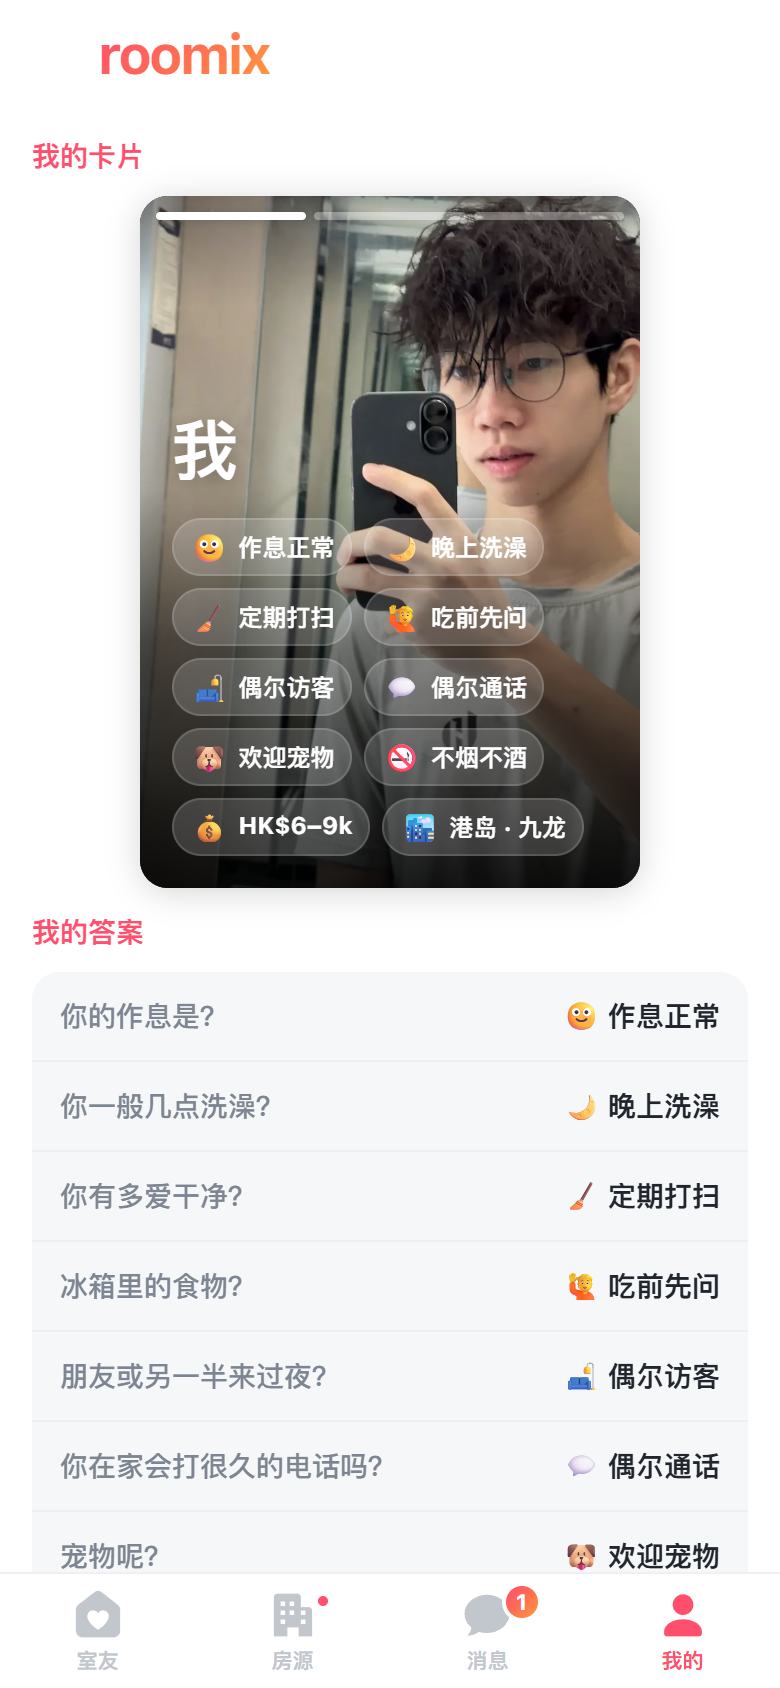 roomix
我的卡片
我
作息正常 晚上洗澡
定期打扫 吃前先问
偶尔访客 偶尔通话
欢迎宠物 不烟不酒
HK$6–9k 港岛 · 九龙
我的答案
你的作息是? 作息正常
你一般几点洗澡? 晚上洗澡
你有多爱干净? 定期打扫
冰箱里的食物? 吃前先问
朋友或另一半来过夜? 偶尔访客
你在家会打很久的电话吗? 偶尔通话
宠物呢? 欢迎宠物
1
室友 房源 消息 我的